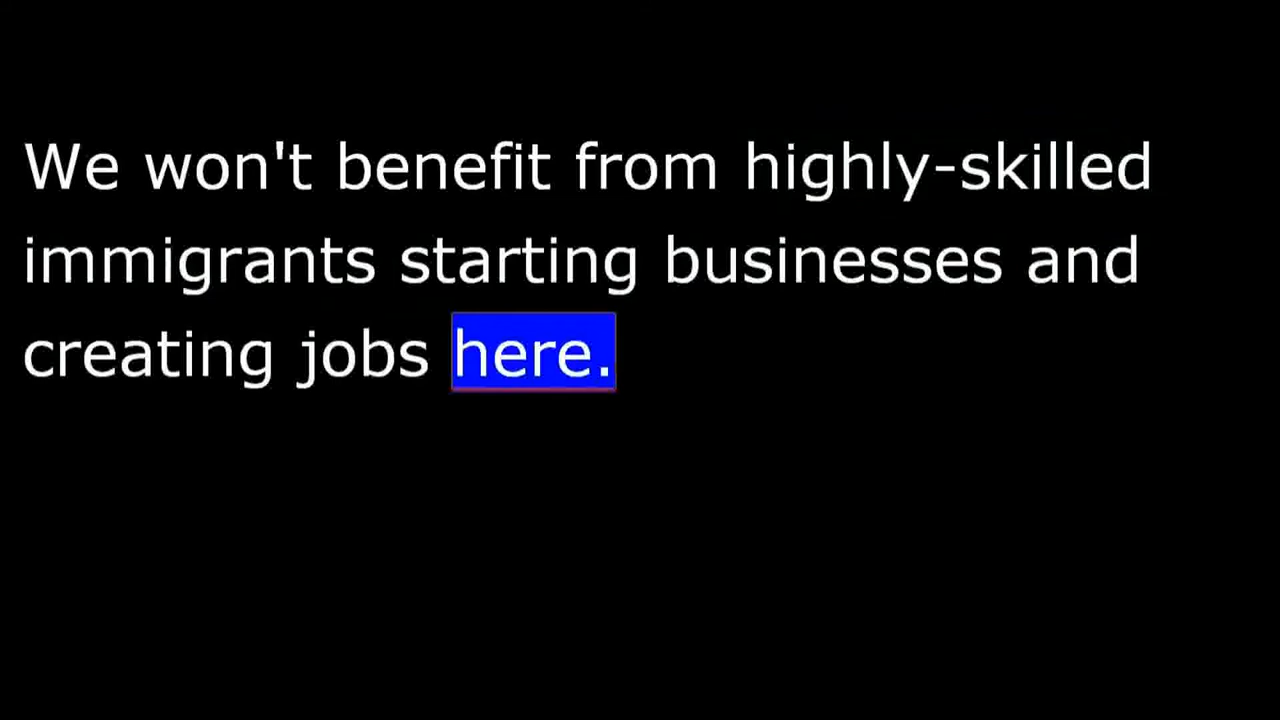 We won't benefit from highly-skilled
immigrants starting businesses and
creating jobs here.